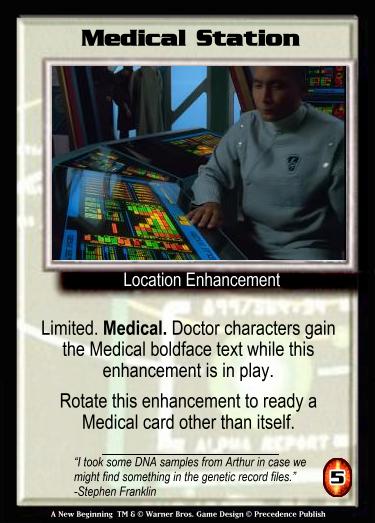 Medical Station
Location Enhancement
Limited. Medical. Doctor characters gain
the Medical boldface text while this
enhancement is in play.
Rotate this enhancement to ready a
Medical card other than itself.
“I took some DNA samples from Arthur in case we
might find something in the genetic record files.”
-Stephen Franklin
5
A New Beginning TM & © Warner Bros. Game Design © Precedence Publish